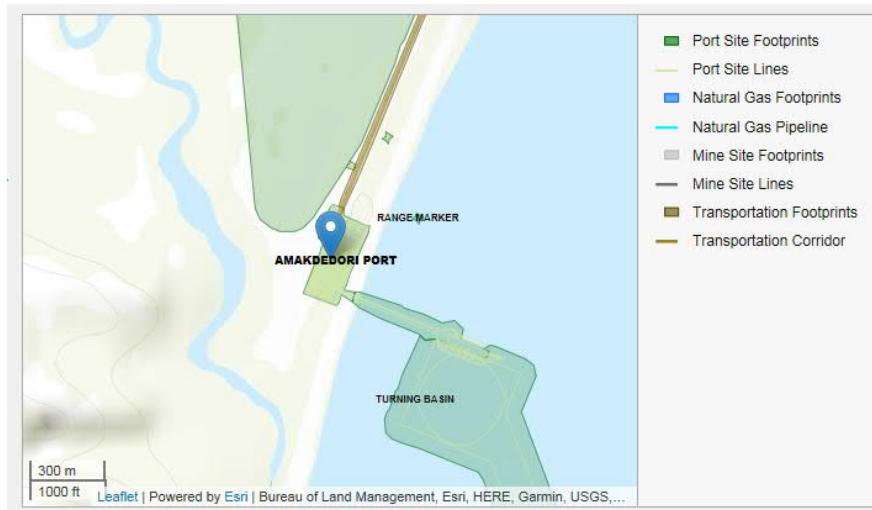 RANGE MARKER
AMAKDEDORI PORT
TURNING BASIN
300 m
1000 ft
Leaflet | Powered by Esri | Bureau of Land Management, Esri, HERE, Garmin, USGS,...
Port Site Footprints
Port Site Lines
Natural Gas Footprints
Natural Gas Pipeline
Mine Site Footprints
Mine Site Lines
Transportation Footprints
Transportation Corridor